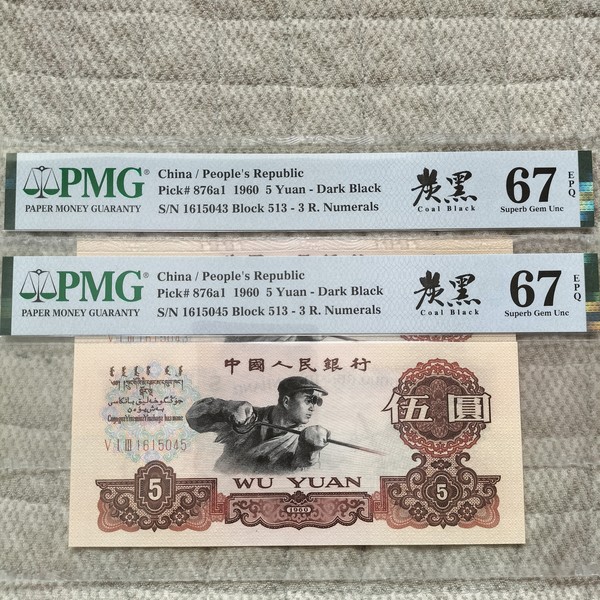 PMG®
PAPER MONEY GUARANTY
China / People's Republic
Pick# 876a1 1960 5 Yuan - Dark Black
S/N 1615043 Block 513 - 3 R. Numerals
炭黑
Coal Black
67
EPQ
Superb Gem Unc
PMG®
PAPER MONEY GUARANTY
China / People's Republic
Pick# 876a1 1960 5 Yuan - Dark Black
S/N 1615045 Block 513 - 3 R. Numerals
炭黑
Coal Black
67
EPQ
Superb Gem Unc
V I III 1615043
中國人民銀行
V I III 1615045
伍圓
5
WU YUAN
5
1960